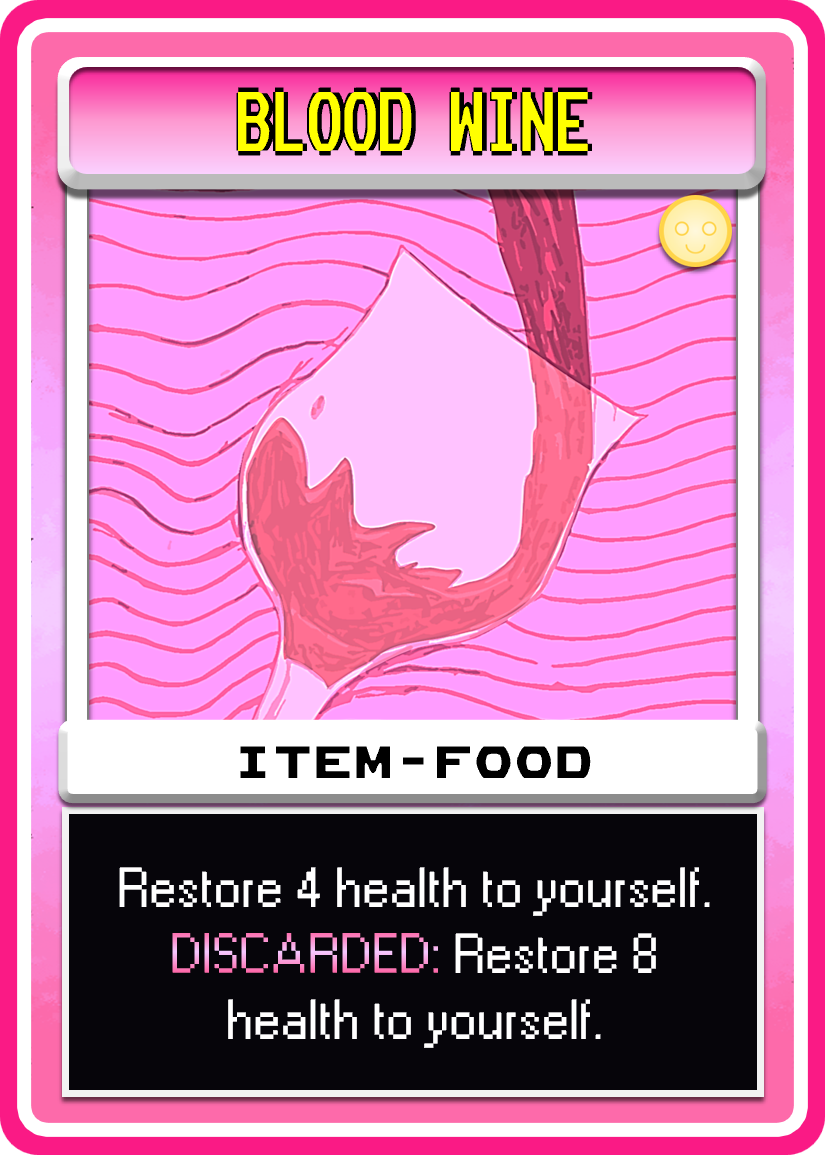 BLOOD WINE
ITEM-FOOD
Restore 4 health to yourself.
DISCARDED: Restore 8
health to yourself.